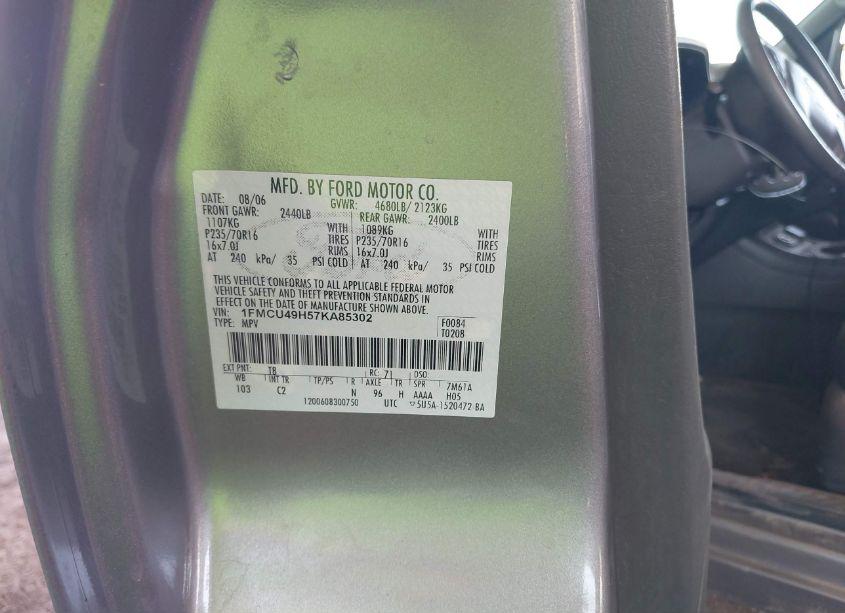 MFD. BY FORD MOTOR CO.
DATE: 08/06 GVWR: 4680LB/ 2123KG
FRONT GAWR: 2440LB REAR GAWR: 2400LB
1107KG WITH 1089KG WITH
P235/70R16 TIRES P235/70R16 TIRES
16x7.0J RIMS 16x7.0J RIMS
AT 240 kPa/ 35 PSI COLD AT 240 kPa/ 35 PSI COLD
THIS VEHICLE CONFORMS TO ALL APPLICABLE FEDERAL MOTOR
VEHICLE SAFETY AND THEFT PREVENTION STANDARDS IN
EFFECT ON THE DATE OF MANUFACTURE SHOWN ABOVE.
VIN: 1FMCU49H57KA85302 F0084
TYPE: MPV T0208
EXT PNT: TB RC: 71 DSO:
WB INT TR TP/PS R AXLE TR SPR 7M61A
103 C2 N 96 H AAAA H05
1200608300750 UTC 5U5A-1520472-BA